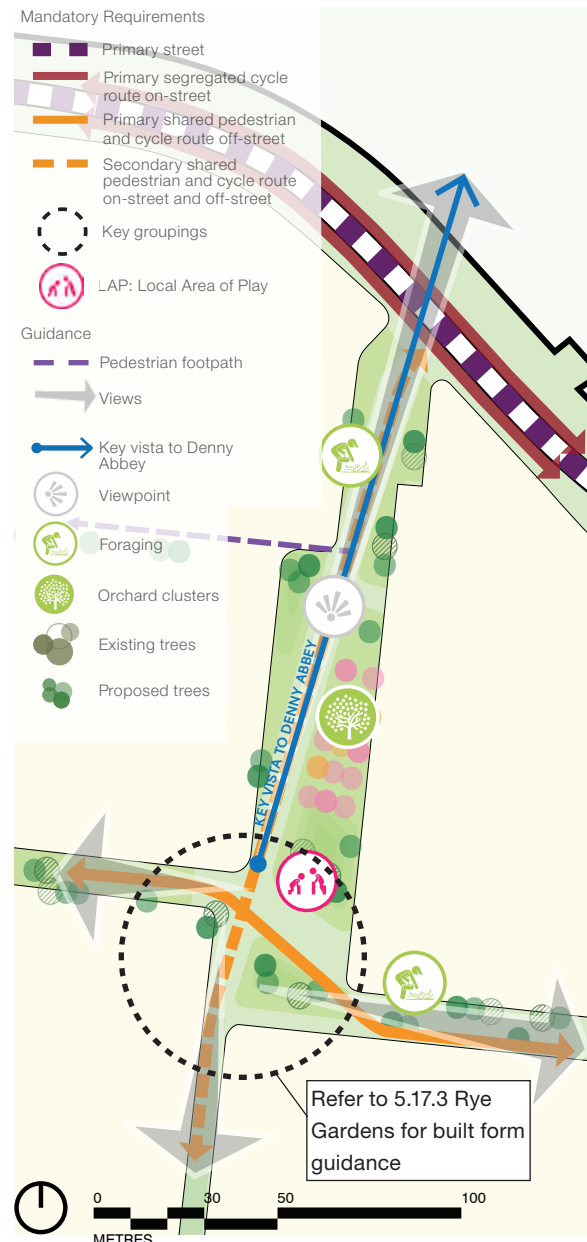 Mandatory Requirements
Primary street
Primary segregated cycle
route on-street
Primary shared pedestrian
and cycle route off-street
Secondary shared
pedestrian and cycle route
on-street and off-street
Key groupings
LAP: Local Area of Play
Guidance
Pedestrian footpath
Views
Key vista to Denny
Abbey
Viewpoint
Foraging
Orchard clusters
Existing trees
Proposed trees
KEY VISTA TO DENNY ABBEY
Refer to 5.17.3 Rye
Gardens for built form
guidance
0 30 50 100
METRES